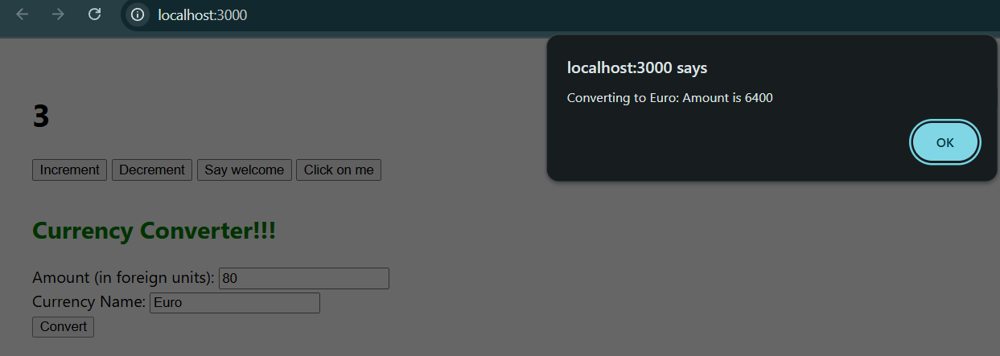 localhost:3000
localhost:3000 says
Converting to Euro: Amount is 6400
OK
3
Increment Decrement Say welcome Click on me
Currency Converter!!!
Amount (in foreign units): 80
Currency Name: Euro
Convert